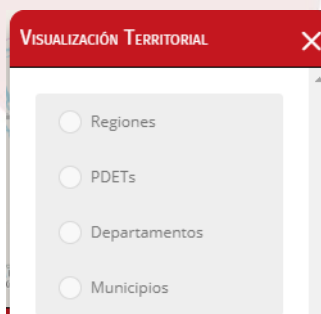 Visualización Territorial
Regiones
PDETs
Departamentos
Municipios